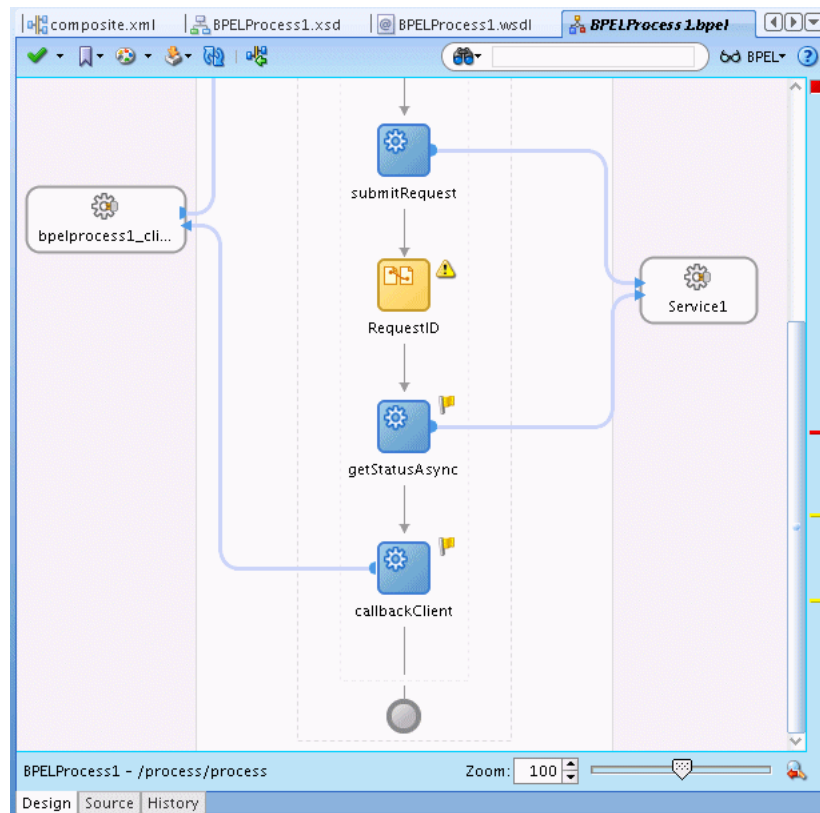 composite.xml BPELProcess1.xsd BPELProcess1.wsdl BPELProcess1.bpel
BPEL
submitRequest
bpelprocess1_cli...
RequestID
Service1
getStatusAsync
callbackClient
BPELProcess1 - /process/process Zoom: 100
Design Source History